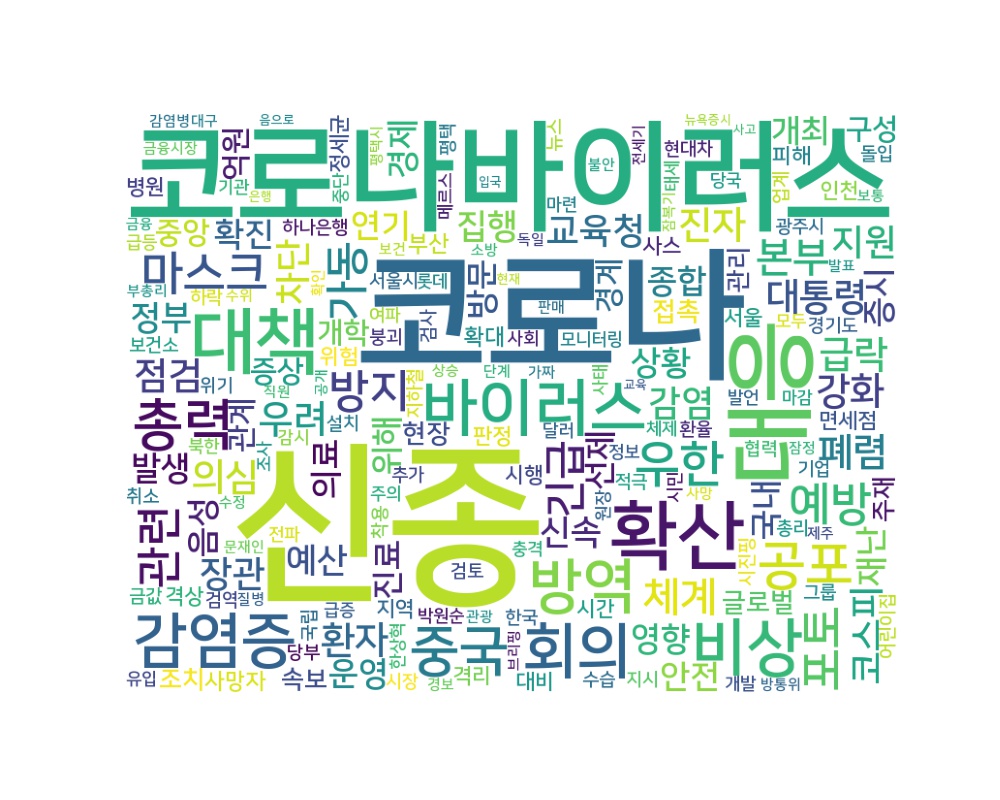 코로나바이러스
코로나
신종
대응
바이러스
대책
확산
감염증
중국
회의
비상
방역
공포
체계
총력
마스크
가동
차단
경제
억원
병원
감염병대구
음으로
금융시장
기관
은행
중단
정세균
평택시
평택
메르스
입국
뉴스
불안
전세기
현대차
뉴욕증시
사고
개최
구성
피해
돌입
태세
잠복기
당국
업계
인천
보통
금융
급등
중앙
확진
하나은행
연기
보건
부산
집행
독일
소방
마련
교육청
사스
진자
광주시
본부
지원
발표
부총리
하락
수위
확인
서울시
롯데
현재
방문
판매
경계
종합
접촉
관리
대통령
증시
정부
보건소
개학
위험
여파
붕괴
검사
확대
사회
모니터링
상황
서울
모두
경기도
급락
점검
위기
증상
방지
상승
단계
가짜
사태
교육
감염
발언
마감
강화
면세점
직원
공개
지하철
우려
설치
관계
북한
감시
조사
발생
의심
의료
위해
현장
판정
달러
선제
정보
체제
환율
우한
협력
잠정
기업
폐렴
취소
수정
추가
주의
착용
시행
긴급
신속
원장
적극
시민
사망
국내
예방
주재
총리
제주
관련
음성
전파
문재인
장관
예산
진료
검토
충격
시진핑
재난
금값
격상
검역
질병
급증
국립
지역
박원순
관광
한국
시간
글로벌
그룹
코스피
어린이집
환자
당부
한상혁
브리핑
영향
포토
유입
조치
사망자
속보
운영
시장
경보
격리
대비
수습
지시
안전
개발
방통위